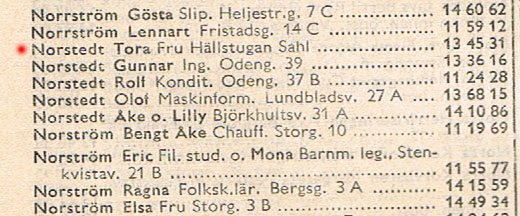 Norrström Gösta Slip. Heljestr.g. 7 C ............... 14 60 62
Norrström Lennart Fristadsg. 14 C ............... 11 59 12
Norstedt Tora Fru Hällstugan Sahl ............... 13 45 31
Norstedt Gunnar Ing. Odeng. 39 ............... 13 36 16
Norstedt Rolf Kondit. Odeng. 37 B ............... 11 24 28
Norstedt Olof Maskinform. Lundbladsv. 27 A .... 13 68 15
Norstedt Åke o. Lilly Björkhultsv. 31 A ............ 14 10 86
Norström Bengt Åke Chauff. Storg. 10 ............ 11 19 69
Norström Eric Fil. stud. o. Mona Barnm. leg., Sten-
kvistav. 21 B ............... 11 55 77
Norström Ragna Folksk.lär. Bergsg. 3 A ............ 14 15 59
Norström Elsa Fru Storg. 3 B ............... 14 49 34